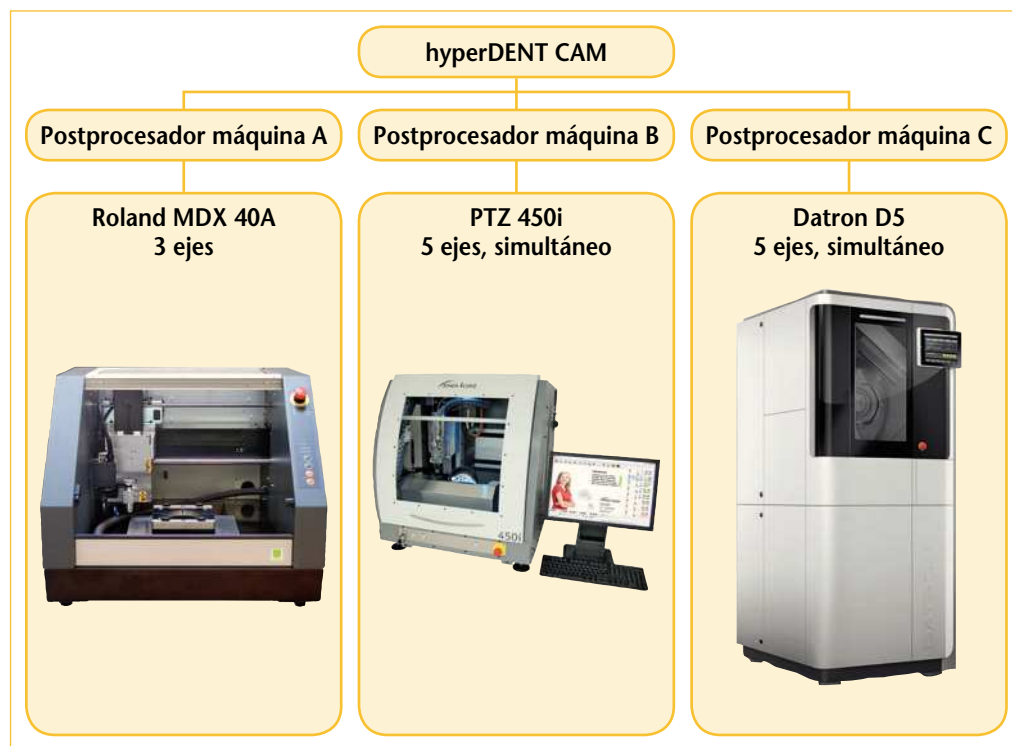 hyperDENT CAM
Postprocesador máquina A
Postprocesador máquina B
Postprocesador máquina C
Roland MDX 40A
3 ejes
PTZ 450i
5 ejes, simultáneo
Datron D5
5 ejes, simultáneo
450i